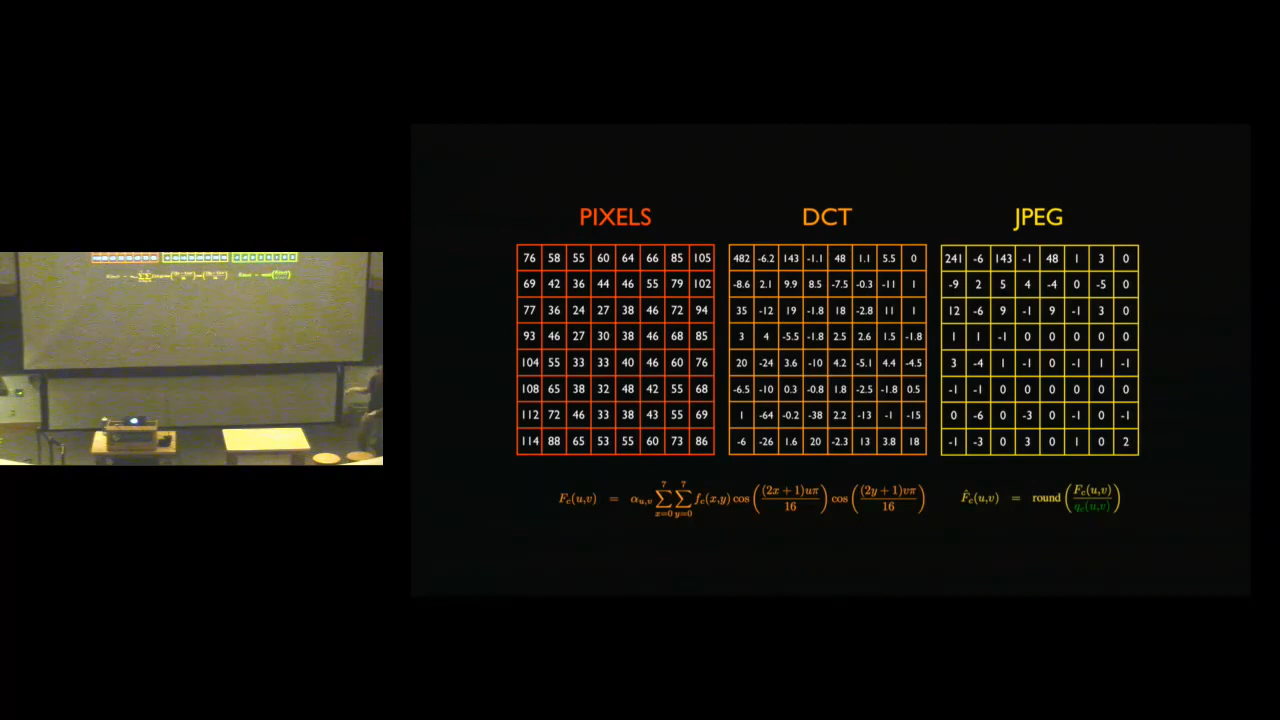 PIXELS DCT JPEG
76 58 55 60 64 66 85 105 482 -6.2 143 -1.1 48 1.1 5.5 0 241 -6 143 -1 48 1 3 0
69 42 36 44 46 55 79 102 -8.6 2.1 9.9 8.5 -7.5 -0.3 -11 1 -9 2 5 4 -4 0 -5 0
77 36 24 27 38 46 72 94 35 -12 19 -1.8 18 -2.8 11 1 12 -6 9 -1 9 -1 3 0
93 46 27 30 38 46 68 85 3 4 -5.5 -1.8 2.5 2.6 1.5 -1.8 1 1 -1 0 0 0 0 0
104 55 33 33 40 46 60 76 20 -24 3.6 -10 4.2 -5.1 4.4 -4.5 3 -4 1 -1 0 -1 1 -1
108 65 38 32 48 42 55 68 -6.5 -10 0.3 -0.8 1.8 -2.5 -1.8 0.5 -1 -1 0 0 0 0 0 0
112 72 46 33 38 43 55 69 1 -64 -0.2 -38 2.2 -13 -1 -15 0 -6 0 -3 0 -1 0 -1
114 88 65 53 55 60 73 86 -6 -26 1.6 20 -2.3 13 3.8 18 -1 -3 0 3 0 1 0 2
F_c(u,v) = α_{u,v} ∑_{x=0}^{7} ∑_{y=0}^{7} f_c(x,y) cos((2x+1)uπ/16) cos((2y+1)vπ/16) F̂_c(u,v) = round(F_c(u,v)/q_c(u,v))